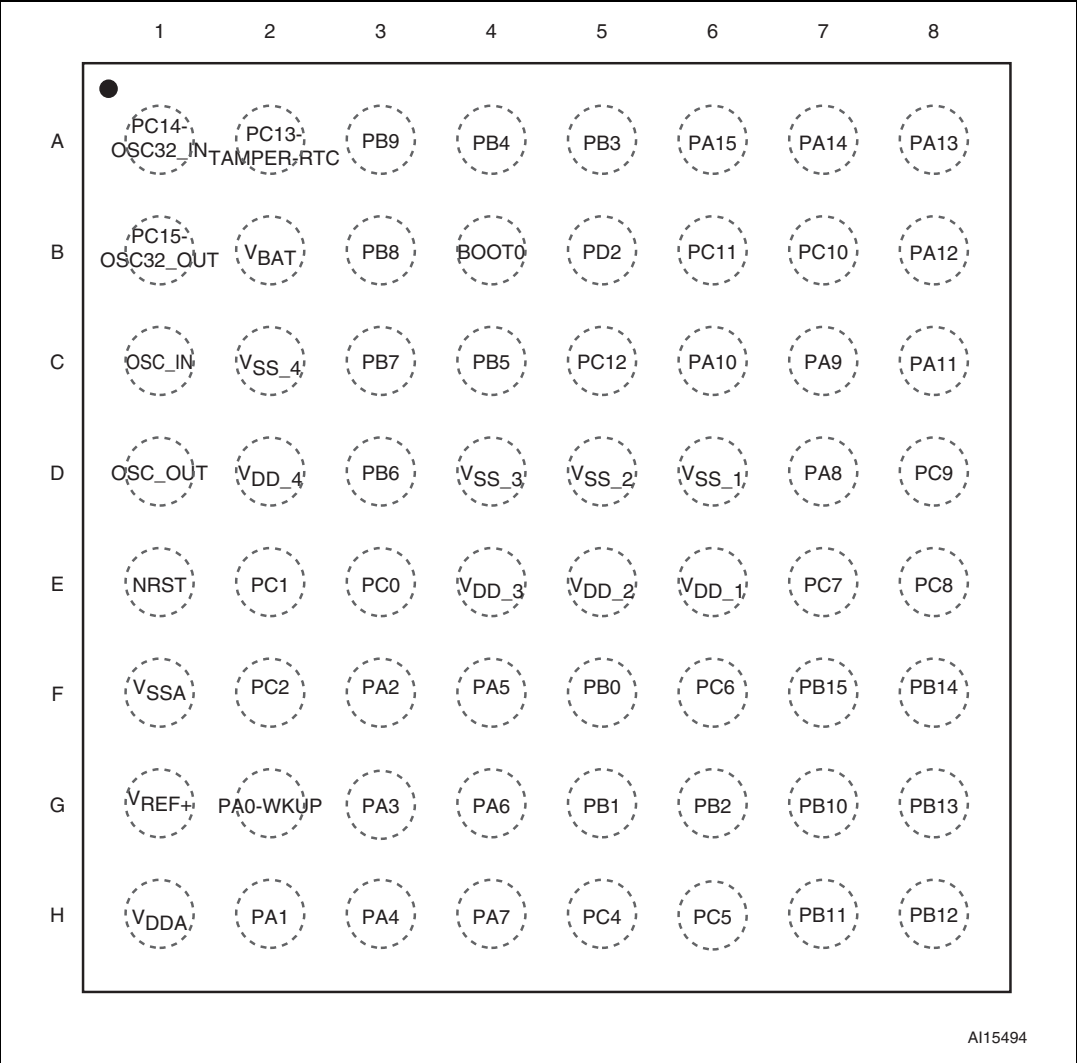 1 2 3 4 5 6 7 8
A PC14-OSC32_IN PC13-TAMPER-RTC PB9 PB4 PB3 PA15 PA14 PA13
B PC15-OSC32_OUT VBAT PB8 BOOT0 PD2 PC11 PC10 PA12
C OSC_IN VSS_4 PB7 PB5 PC12 PA10 PA9 PA11
D OSC_OUT VDD_4 PB6 VSS_3 VSS_2 VSS_1 PA8 PC9
E NRST PC1 PC0 VDD_3 VDD_2 VDD_1 PC7 PC8
F VSSA PC2 PA2 PA5 PB0 PC6 PB15 PB14
G VREF+ PA0-WKUP PA3 PA6 PB1 PB2 PB10 PB13
H VDDA PA1 PA4 PA7 PC4 PC5 PB11 PB12
AI15494